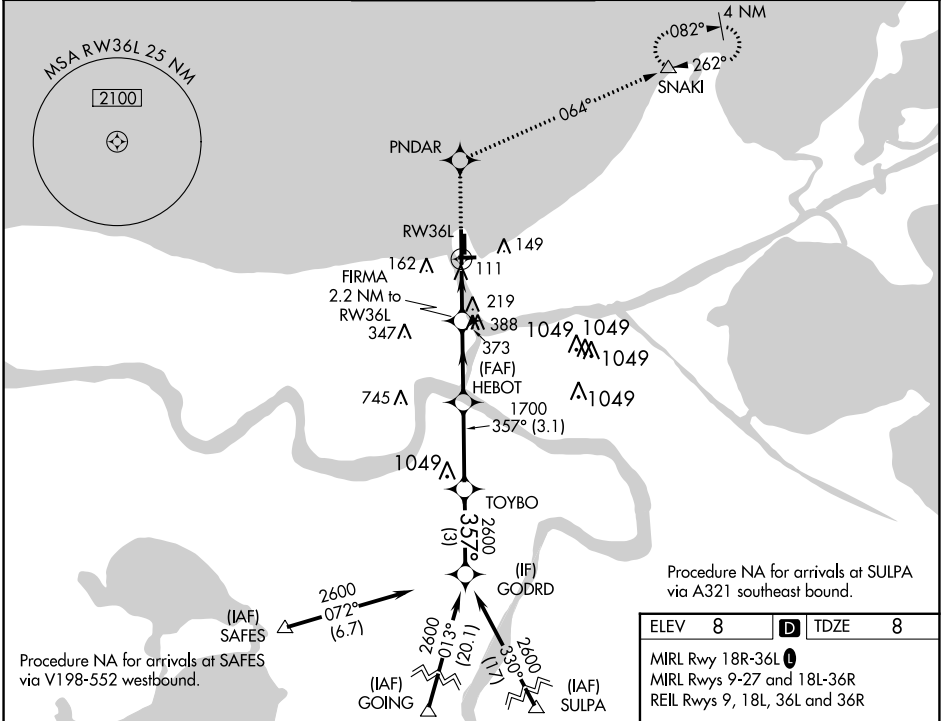 MSA RW36L 25 NM
2100
4 NM
082°
262°
SNAKI
064°
PNDAR
RW36L
149
162
111
FIRMA
2.2 NM to
RW36L
219
388
347
373
1049
1049
1049
1049
(FAF)
HEBOT
745
1700
357° (3.1)
1049
TOYBO
2600
357°
(3)
(IF)
GODRD
2600
072°
(6.7)
(IAF)
SAFES
Procedure NA for arrivals at SAFES
via V198-552 westbound.
2600
013°
(20.1)
(IAF)
GOING
2600
330°
(17)
(IAF)
SULPA
Procedure NA for arrivals at SULPA
via A321 southeast bound.
ELEV 8 D TDZE 8
MIRL Rwy 18R-36L L
MIRL Rwys 9-27 and 18L-36R
REIL Rwys 9, 18L, 36L and 36R